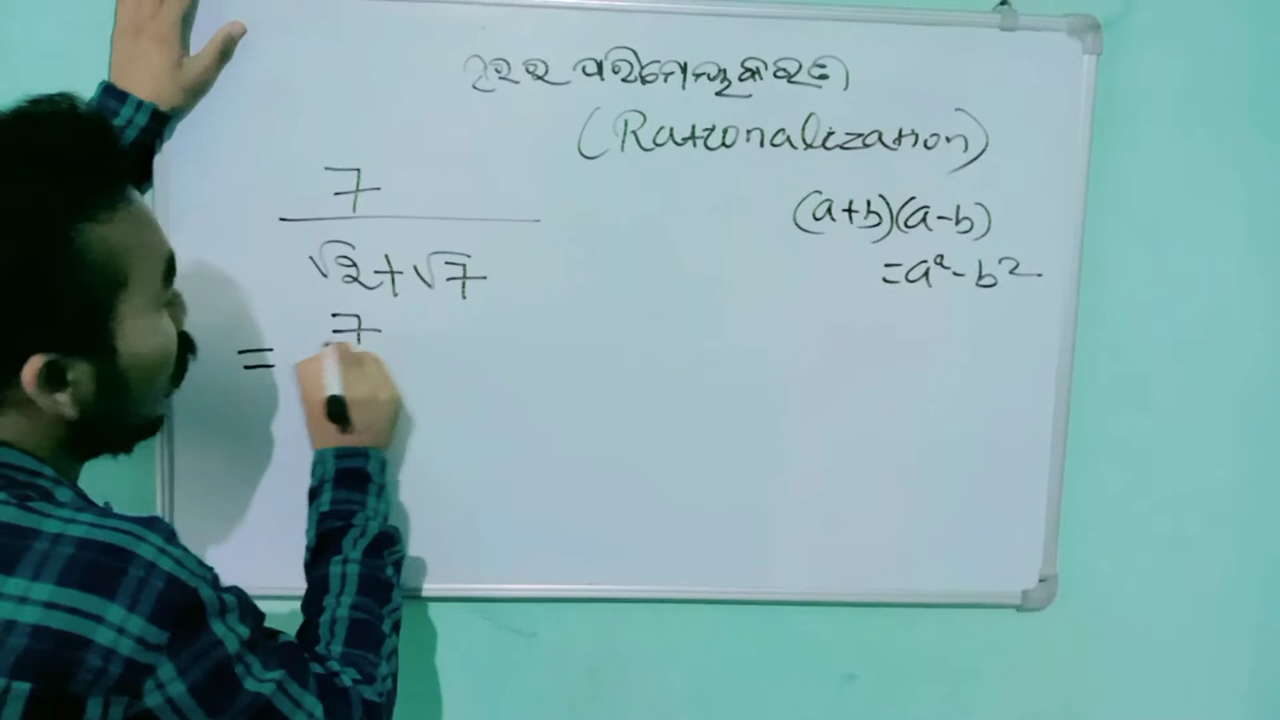 ହରର ପରିମେୟକରଣ
(Rationalization)
7
√2+√7
(a+b)(a-b)
=a²-b²
= 7